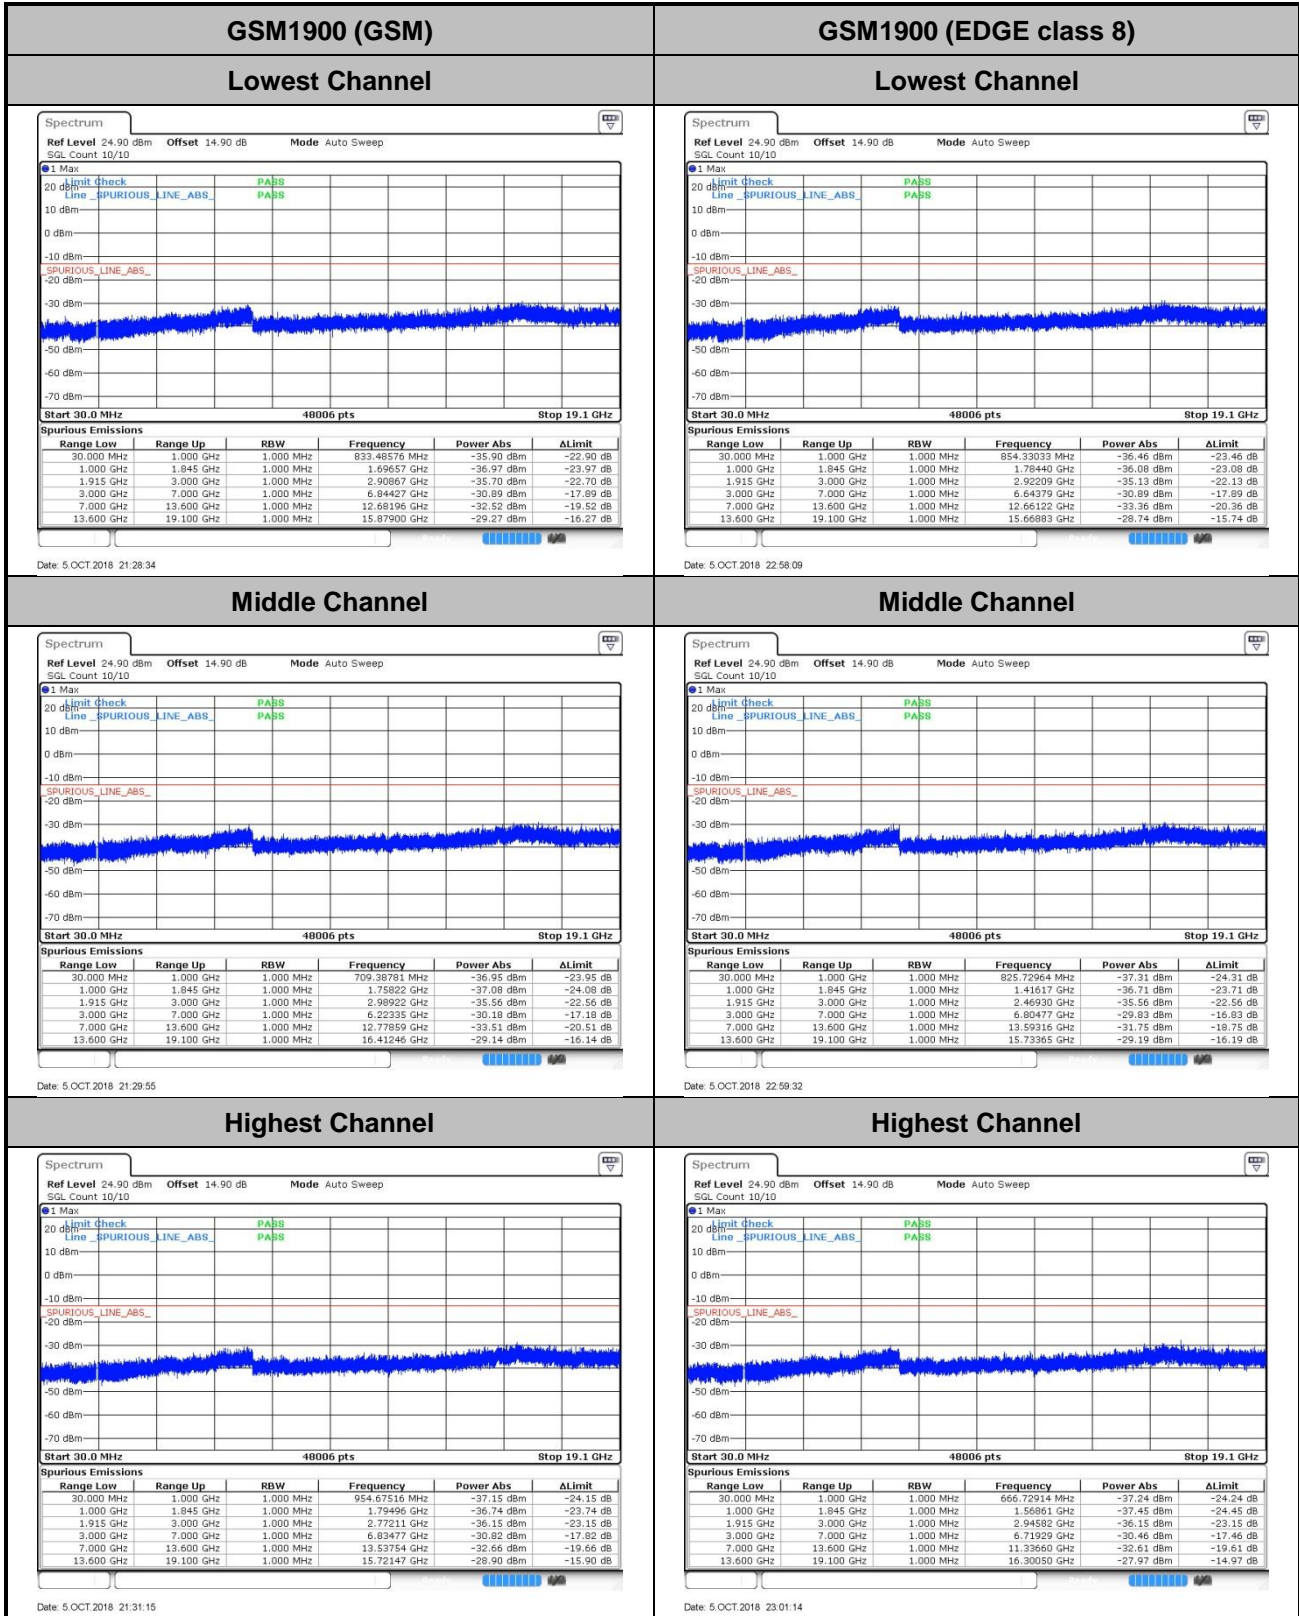 GSM1900 (GSM)
GSM1900 (EDGE class 8)
Lowest Channel
Lowest Channel
Spectrum
Ref Level 24.90 dBm Offset 14.90 dB Mode Auto Sweep
SGL Count 10/10
1 Max
Limit Check PASS
20 dBm
Line _SPURIOUS_LINE_ABS_ PASS
10 dBm
0 dBm
-10 dBm
_SPURIOUS_LINE_ABS_
-20 dBm
-30 dBm
-50 dBm
-60 dBm
-70 dBm
Start 30.0 MHz 48006 pts Stop 19.1 GHz
Spurious Emissions
Range Low Range Up RBW Frequency Power Abs ΔLimit
30.000 MHz 1.000 GHz 1.000 MHz 833.48576 MHz -35.90 dBm -22.90 dB
1.000 GHz 1.845 GHz 1.000 MHz 1.69657 GHz -36.97 dBm -23.97 dB
1.915 GHz 3.000 GHz 1.000 MHz 2.90867 GHz -35.70 dBm -22.70 dB
3.000 GHz 7.000 GHz 1.000 MHz 6.84427 GHz -30.89 dBm -17.89 dB
7.000 GHz 13.600 GHz 1.000 MHz 12.68196 GHz -32.52 dBm -19.52 dB
13.600 GHz 19.100 GHz 1.000 MHz 15.87900 GHz -29.27 dBm -16.27 dB
Date: 5.OCT.2018 21:28:34
Spectrum
Ref Level 24.90 dBm Offset 14.90 dB Mode Auto Sweep
SGL Count 10/10
1 Max
Limit Check PASS
20 dBm
Line _SPURIOUS_LINE_ABS_ PASS
10 dBm
0 dBm
-10 dBm
_SPURIOUS_LINE_ABS_
-20 dBm
-30 dBm
-50 dBm
-60 dBm
-70 dBm
Start 30.0 MHz 48006 pts Stop 19.1 GHz
Spurious Emissions
Range Low Range Up RBW Frequency Power Abs ΔLimit
30.000 MHz 1.000 GHz 1.000 MHz 854.33033 MHz -36.46 dBm -23.46 dB
1.000 GHz 1.845 GHz 1.000 MHz 1.78440 GHz -36.08 dBm -23.08 dB
1.915 GHz 3.000 GHz 1.000 MHz 2.92209 GHz -35.13 dBm -22.13 dB
3.000 GHz 7.000 GHz 1.000 MHz 6.64379 GHz -30.89 dBm -17.89 dB
7.000 GHz 13.600 GHz 1.000 MHz 12.66122 GHz -33.36 dBm -20.36 dB
13.600 GHz 19.100 GHz 1.000 MHz 15.66883 GHz -28.74 dBm -15.74 dB
Date: 5.OCT.2018 22:58:09
Middle Channel
Middle Channel
Spectrum
Ref Level 24.90 dBm Offset 14.90 dB Mode Auto Sweep
SGL Count 10/10
1 Max
Limit Check PASS
20 dBm
Line _SPURIOUS_LINE_ABS_ PASS
10 dBm
0 dBm
-10 dBm
_SPURIOUS_LINE_ABS_
-20 dBm
-30 dBm
-50 dBm
-60 dBm
-70 dBm
Start 30.0 MHz 48006 pts Stop 19.1 GHz
Spurious Emissions
Range Low Range Up RBW Frequency Power Abs ΔLimit
30.000 MHz 1.000 GHz 1.000 MHz 709.38781 MHz -36.95 dBm -23.95 dB
1.000 GHz 1.845 GHz 1.000 MHz 1.75822 GHz -37.08 dBm -24.08 dB
1.915 GHz 3.000 GHz 1.000 MHz 2.98922 GHz -35.56 dBm -22.56 dB
3.000 GHz 7.000 GHz 1.000 MHz 6.22335 GHz -30.18 dBm -17.18 dB
7.000 GHz 13.600 GHz 1.000 MHz 12.77859 GHz -33.51 dBm -20.51 dB
13.600 GHz 19.100 GHz 1.000 MHz 16.41246 GHz -29.14 dBm -16.14 dB
Date: 5.OCT.2018 21:29:55
Spectrum
Ref Level 24.90 dBm Offset 14.90 dB Mode Auto Sweep
SGL Count 10/10
1 Max
Limit Check PASS
20 dBm
Line _SPURIOUS_LINE_ABS_ PASS
10 dBm
0 dBm
-10 dBm
_SPURIOUS_LINE_ABS_
-20 dBm
-30 dBm
-50 dBm
-60 dBm
-70 dBm
Start 30.0 MHz 48006 pts Stop 19.1 GHz
Spurious Emissions
Range Low Range Up RBW Frequency Power Abs ΔLimit
30.000 MHz 1.000 GHz 1.000 MHz 825.72964 MHz -37.31 dBm -24.31 dB
1.000 GHz 1.845 GHz 1.000 MHz 1.41617 GHz -36.71 dBm -23.71 dB
1.915 GHz 3.000 GHz 1.000 MHz 2.46930 GHz -35.56 dBm -22.56 dB
3.000 GHz 7.000 GHz 1.000 MHz 6.80477 GHz -29.83 dBm -16.83 dB
7.000 GHz 13.600 GHz 1.000 MHz 13.59316 GHz -31.75 dBm -18.75 dB
13.600 GHz 19.100 GHz 1.000 MHz 15.73365 GHz -29.19 dBm -16.19 dB
Date: 5.OCT.2018 22:59:32
Highest Channel
Highest Channel
Spectrum
Ref Level 24.90 dBm Offset 14.90 dB Mode Auto Sweep
SGL Count 10/10
1 Max
Limit Check PASS
20 dBm
Line _SPURIOUS_LINE_ABS_ PASS
10 dBm
0 dBm
-10 dBm
_SPURIOUS_LINE_ABS_
-20 dBm
-30 dBm
-50 dBm
-60 dBm
-70 dBm
Start 30.0 MHz 48006 pts Stop 19.1 GHz
Spurious Emissions
Range Low Range Up RBW Frequency Power Abs ΔLimit
30.000 MHz 1.000 GHz 1.000 MHz 954.67516 MHz -37.15 dBm -24.15 dB
1.000 GHz 1.845 GHz 1.000 MHz 1.79496 GHz -36.74 dBm -23.74 dB
1.915 GHz 3.000 GHz 1.000 MHz 2.77211 GHz -36.15 dBm -23.15 dB
3.000 GHz 7.000 GHz 1.000 MHz 6.83477 GHz -30.82 dBm -17.82 dB
7.000 GHz 13.600 GHz 1.000 MHz 13.53754 GHz -32.66 dBm -19.66 dB
13.600 GHz 19.100 GHz 1.000 MHz 15.72147 GHz -28.90 dBm -15.90 dB
Date: 5.OCT.2018 21:31:15
Spectrum
Ref Level 24.90 dBm Offset 14.90 dB Mode Auto Sweep
SGL Count 10/10
1 Max
Limit Check PASS
20 dBm
Line _SPURIOUS_LINE_ABS_ PASS
10 dBm
0 dBm
-10 dBm
_SPURIOUS_LINE_ABS_
-20 dBm
-30 dBm
-50 dBm
-60 dBm
-70 dBm
Start 30.0 MHz 48006 pts Stop 19.1 GHz
Spurious Emissions
Range Low Range Up RBW Frequency Power Abs ΔLimit
30.000 MHz 1.000 GHz 1.000 MHz 666.72914 MHz -37.24 dBm -24.24 dB
1.000 GHz 1.845 GHz 1.000 MHz 1.56861 GHz -37.45 dBm -24.45 dB
1.915 GHz 3.000 GHz 1.000 MHz 2.94582 GHz -36.15 dBm -23.15 dB
3.000 GHz 7.000 GHz 1.000 MHz 6.71929 GHz -30.46 dBm -17.46 dB
7.000 GHz 13.600 GHz 1.000 MHz 11.33660 GHz -32.61 dBm -19.61 dB
13.600 GHz 19.100 GHz 1.000 MHz 16.30050 GHz -27.97 dBm -14.97 dB
Date: 5.OCT.2018 23:01:14